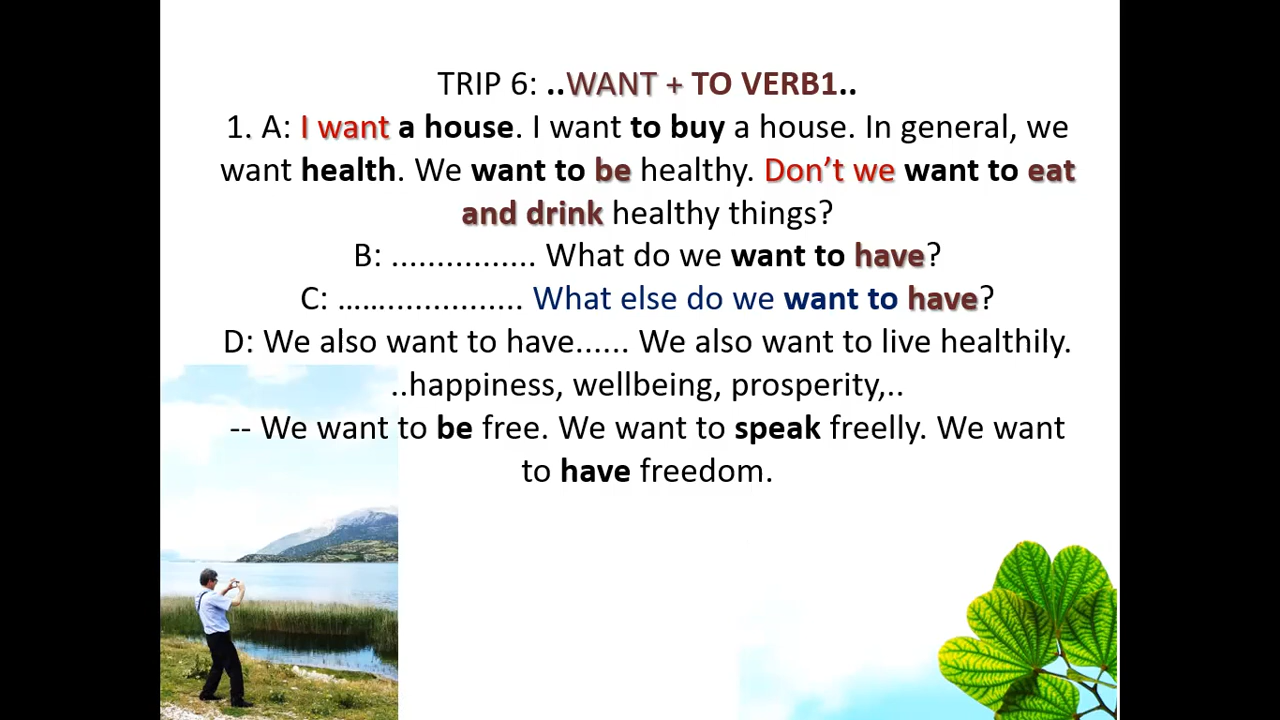 TRIP 6: ..WANT + TO VERB1..
1. A: I want a house. I want to buy a house. In general, we
want health. We want to be healthy. Don’t we want to eat
and drink healthy things?
B: ................ What do we want to have?
C: …..................... What else do we want to have?
D: We also want to have...... We also want to live healthily.
..happiness, wellbeing, prosperity,..
-- We want to be free. We want to speak freelly. We want
to have freedom.